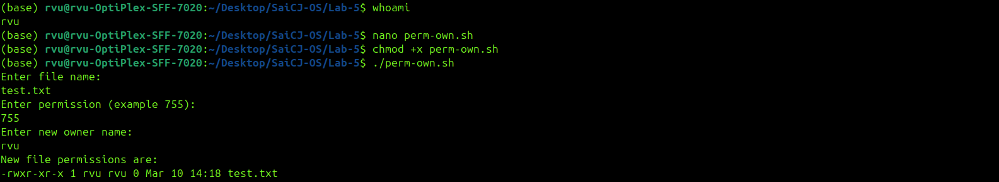 (base) rvu@rvu-OptiPlex-SFF-7020:~/Desktop/SaiCJ-OS/Lab-5$ whoami
rvu
(base) rvu@rvu-OptiPlex-SFF-7020:~/Desktop/SaiCJ-OS/Lab-5$ nano perm-own.sh
(base) rvu@rvu-OptiPlex-SFF-7020:~/Desktop/SaiCJ-OS/Lab-5$ chmod +x perm-own.sh
(base) rvu@rvu-OptiPlex-SFF-7020:~/Desktop/SaiCJ-OS/Lab-5$ ./perm-own.sh
Enter file name:
test.txt
Enter permission (example 755):
755
Enter new owner name:
rvu
New file permissions are:
-rwxr-xr-x 1 rvu rvu 0 Mar 10 14:18 test.txt